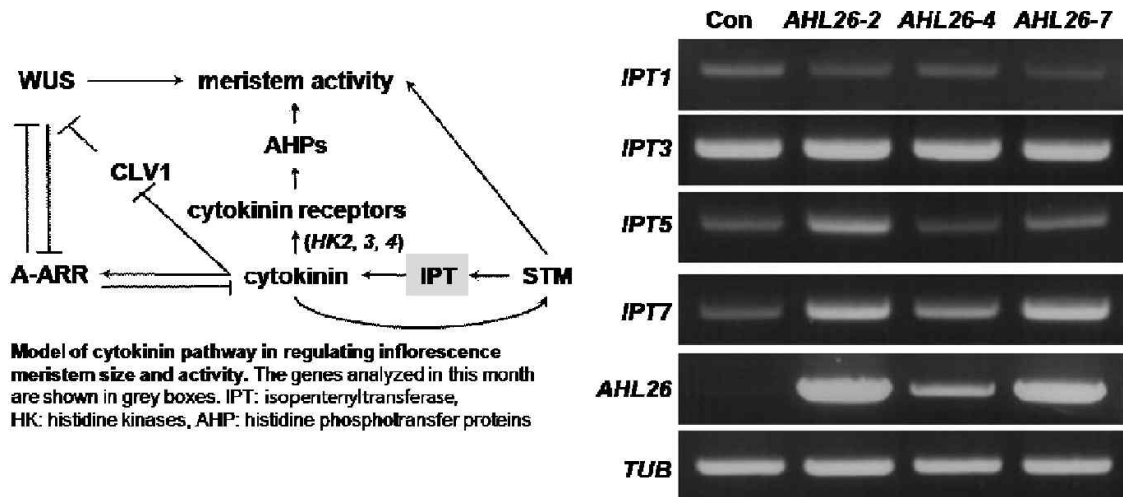 WUS
meristem activity
AHPs
CLV1
cytokinin receptors
(HK2, 3, 4)
A-ARR
cytokinin
IPT
STM
Model of cytokinin pathway in regulating inflorescence
meristem size and activity. The genes analyzed in this month
are shown in grey boxes. IPT: isopentenyltransferase,
HK: histidine kinases, AHP: histidine phosphotransfer proteins
Con AHL26-2 AHL26-4 AHL26-7
IPT1
IPT3
IPT5
IPT7
AHL26
TUB